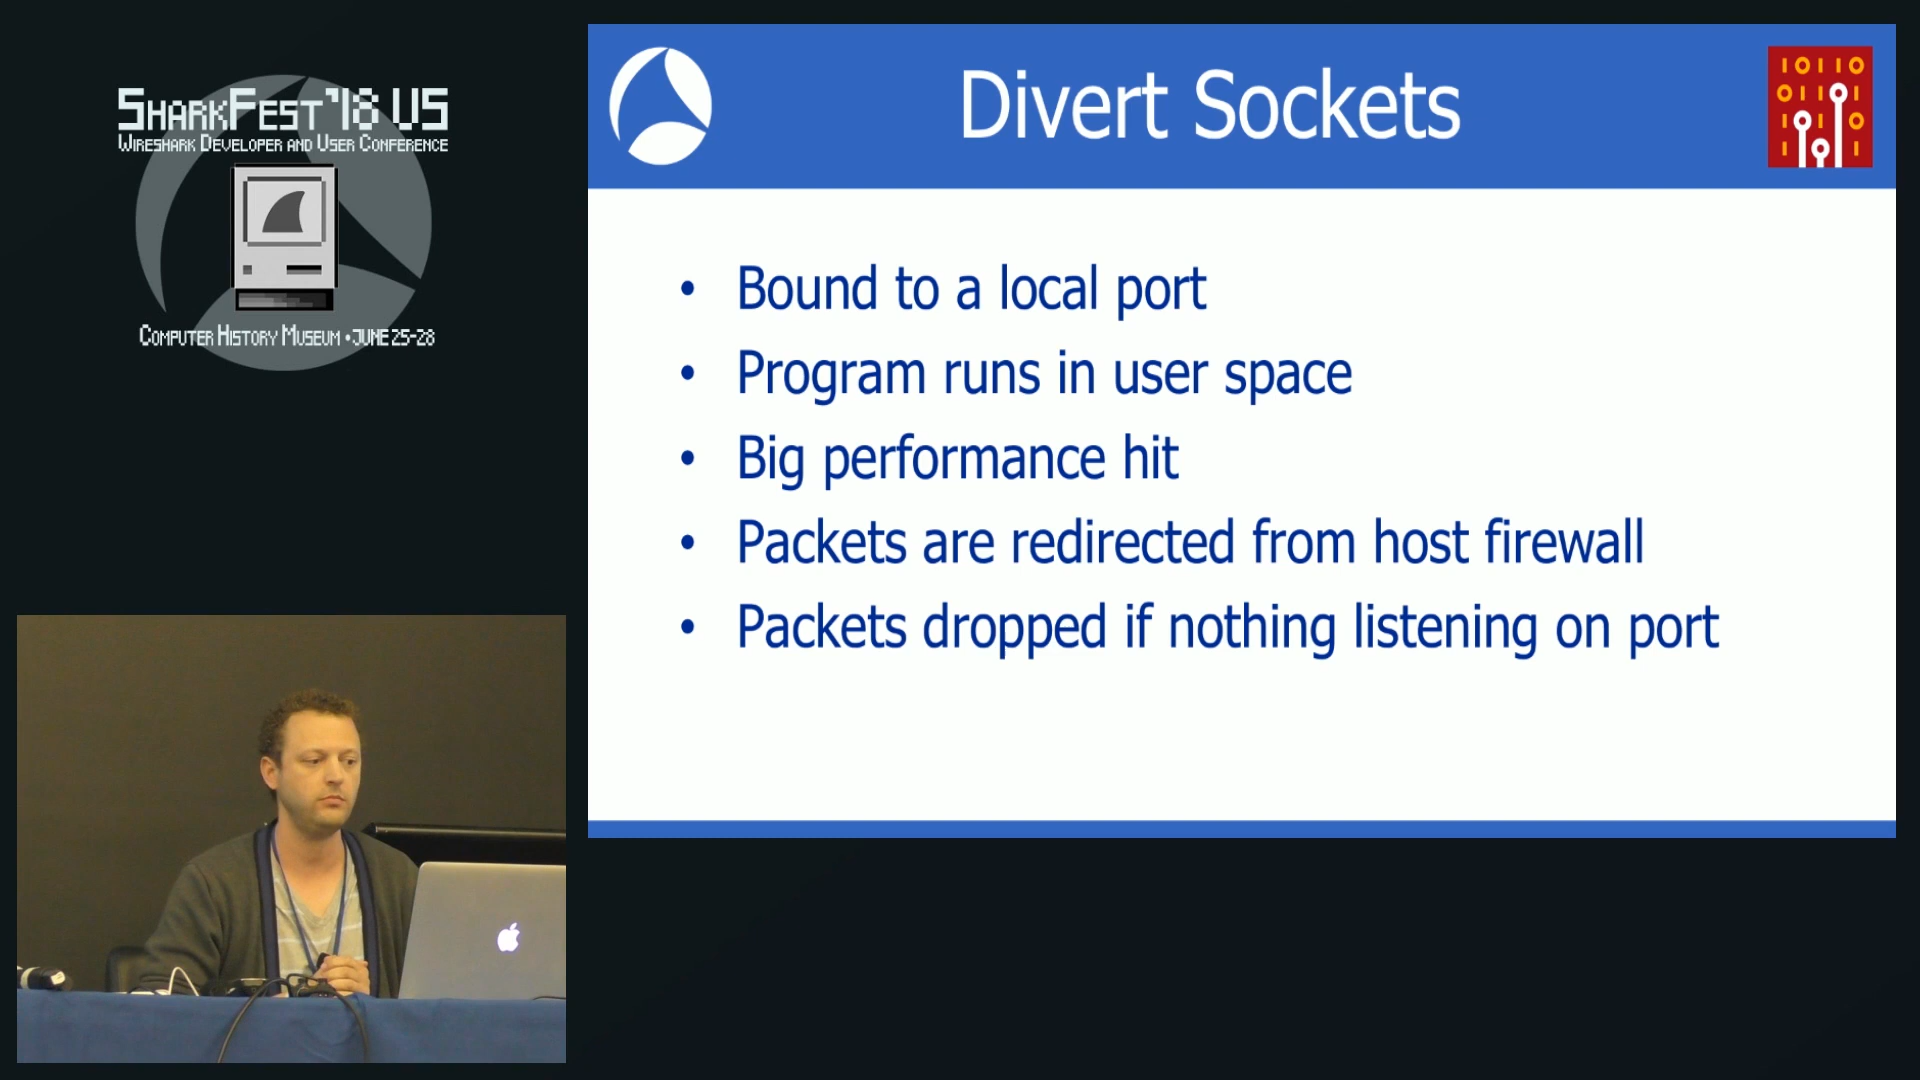 SHARKFEST '18 US
WIRESHARK DEVELOPER AND USER CONFERENCE
COMPUTER HISTORY MUSEUM • JUNE 25-28
Divert Sockets
10110
01101
• Bound to a local port
• Program runs in user space
• Big performance hit
• Packets are redirected from host firewall
• Packets dropped if nothing listening on port